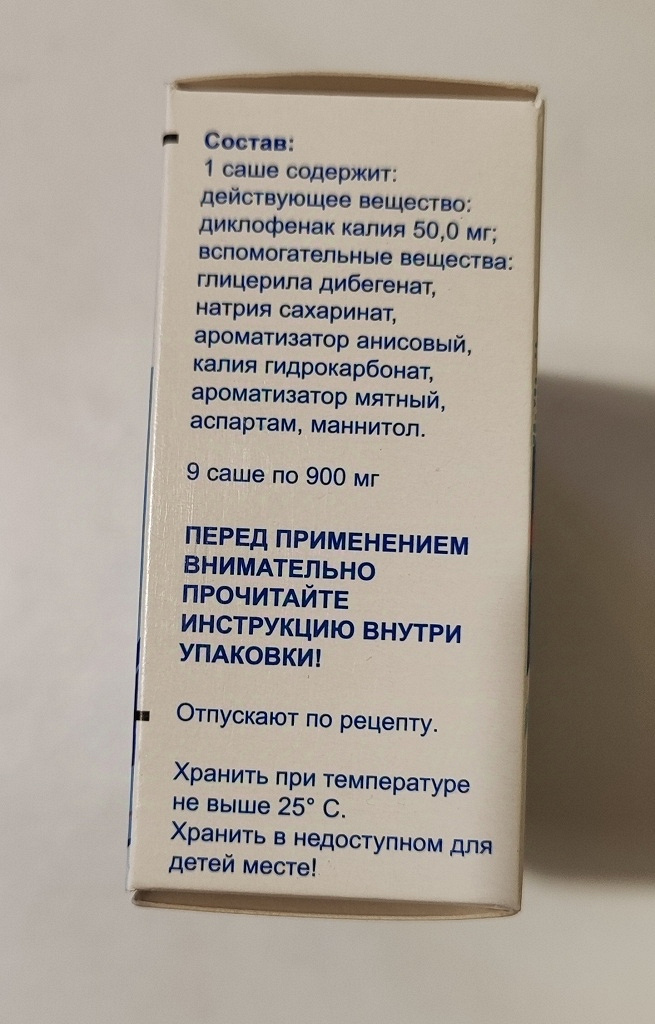 Состав:
1 саше содержит:
действующее вещество:
диклофенак калия 50,0 мг;
вспомогательные вещества:
глицерила дибегенат,
натрия сахаринат,
ароматизатор анисовый,
калия гидрокарбонат,
ароматизатор мятный,
аспартам, маннитол.
9 саше по 900 мг
ПЕРЕД ПРИМЕНЕНИЕМ
ВНИМАТЕЛЬНО
ПРОЧИТАЙТЕ
ИНСТРУКЦИЮ ВНУТРИ
УПАКОВКИ!
Отпускают по рецепту.
Хранить при температуре
не выше 25° С.
Хранить в недоступном для
детей месте!